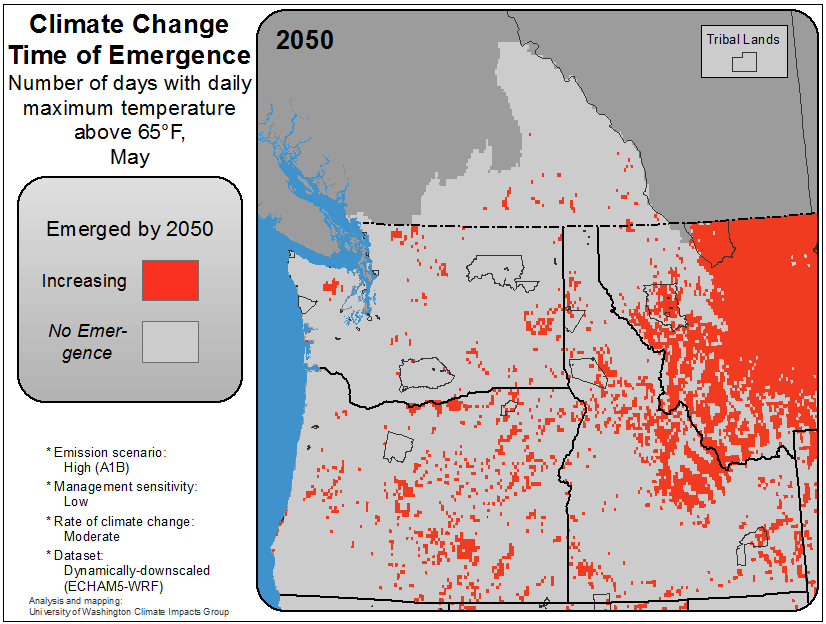 Climate Change
Time of Emergence
Number of days with daily
maximum temperature
above 65°F,
May
Emerged by 2050
Increasing
No Emer-
gence
* Emission scenario:
High (A1B)
* Management sensitivity:
Low
* Rate of climate change:
Moderate
* Dataset:
Dynamically-downscaled
(ECHAM5-WRF)
Analysis and mapping:
University of Washington Climate Impacts Group
2050
Tribal Lands